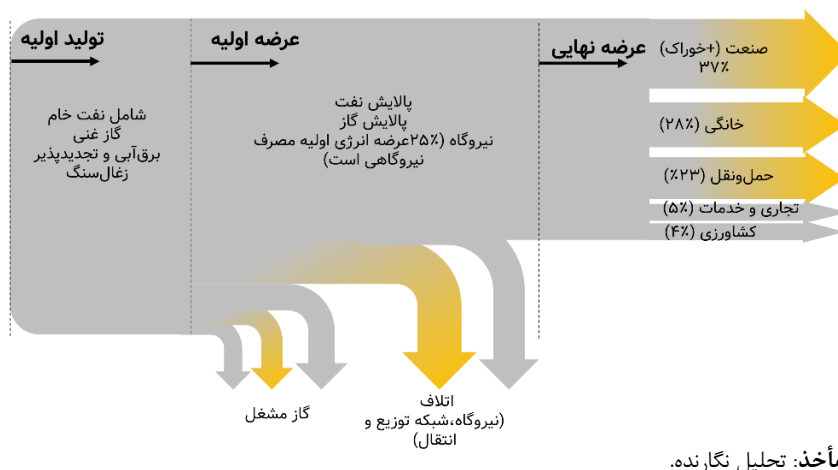 تولید اولیه
عرضه اولیه
عرضه نهایی
صنعت (+خوراک)
۳۷٪
شامل نفت خام
گاز غنی
برق‌آبی و تجدیدپذیر
زغال‌سنگ
پالایش نفت
پالایش گاز
نیروگاه (۲۵٪عرضه انرژی اولیه مصرف
نیروگاهی است)
خانگی (۲۸٪)
حمل‌ونقل (۲۳٪)
تجاری و خدمات (۵٪)
کشاورزی (۴٪)
گاز مشعل
اتلاف
(نیروگاه،شبکه توزیع و
انتقال)
مأخذ: تحلیل نگارنده.